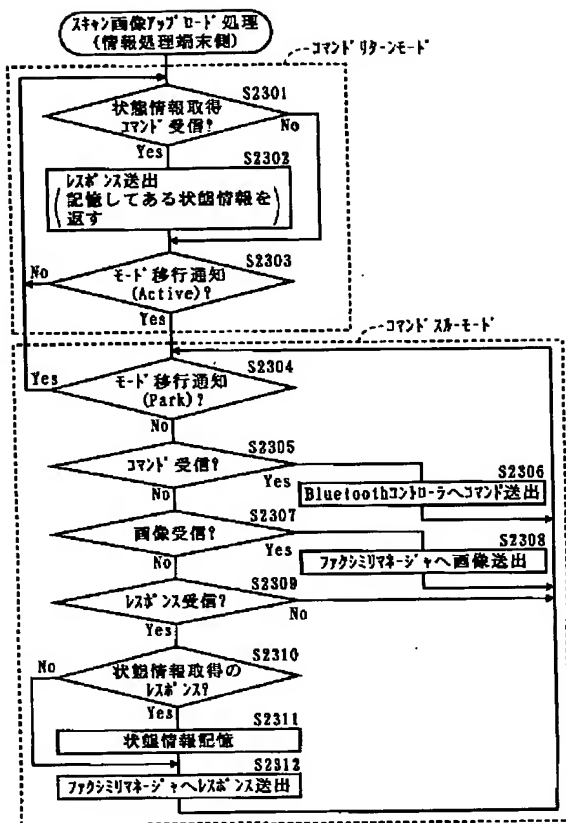 スキャン画像アップロード処理
(情報処理端末側)
コマンドリターンモード
S2301
状態情報取得
コマンド受信?
No
Yes
S2302
レスポンス送出
(記憶してある状態情報を
返す)
S2303
No
モード移行通知
(Active)?
Yes
コマンドスルーモード
S2304
Yes
モード移行通知
(Park)?
No
S2305
コマンド受信?
Yes
S2306
No
Bluetoothコントローラへコマンド送出
S2307
画像受信?
Yes
S2308
No
ファクシミリマネージャへ画像送出
S2309
レスポンス受信?
No
Yes
S2310
No
状態情報取得の
レスポンス?
Yes
S2311
状態情報記憶
S2312
ファクシミリマネージャへレスポンス送出